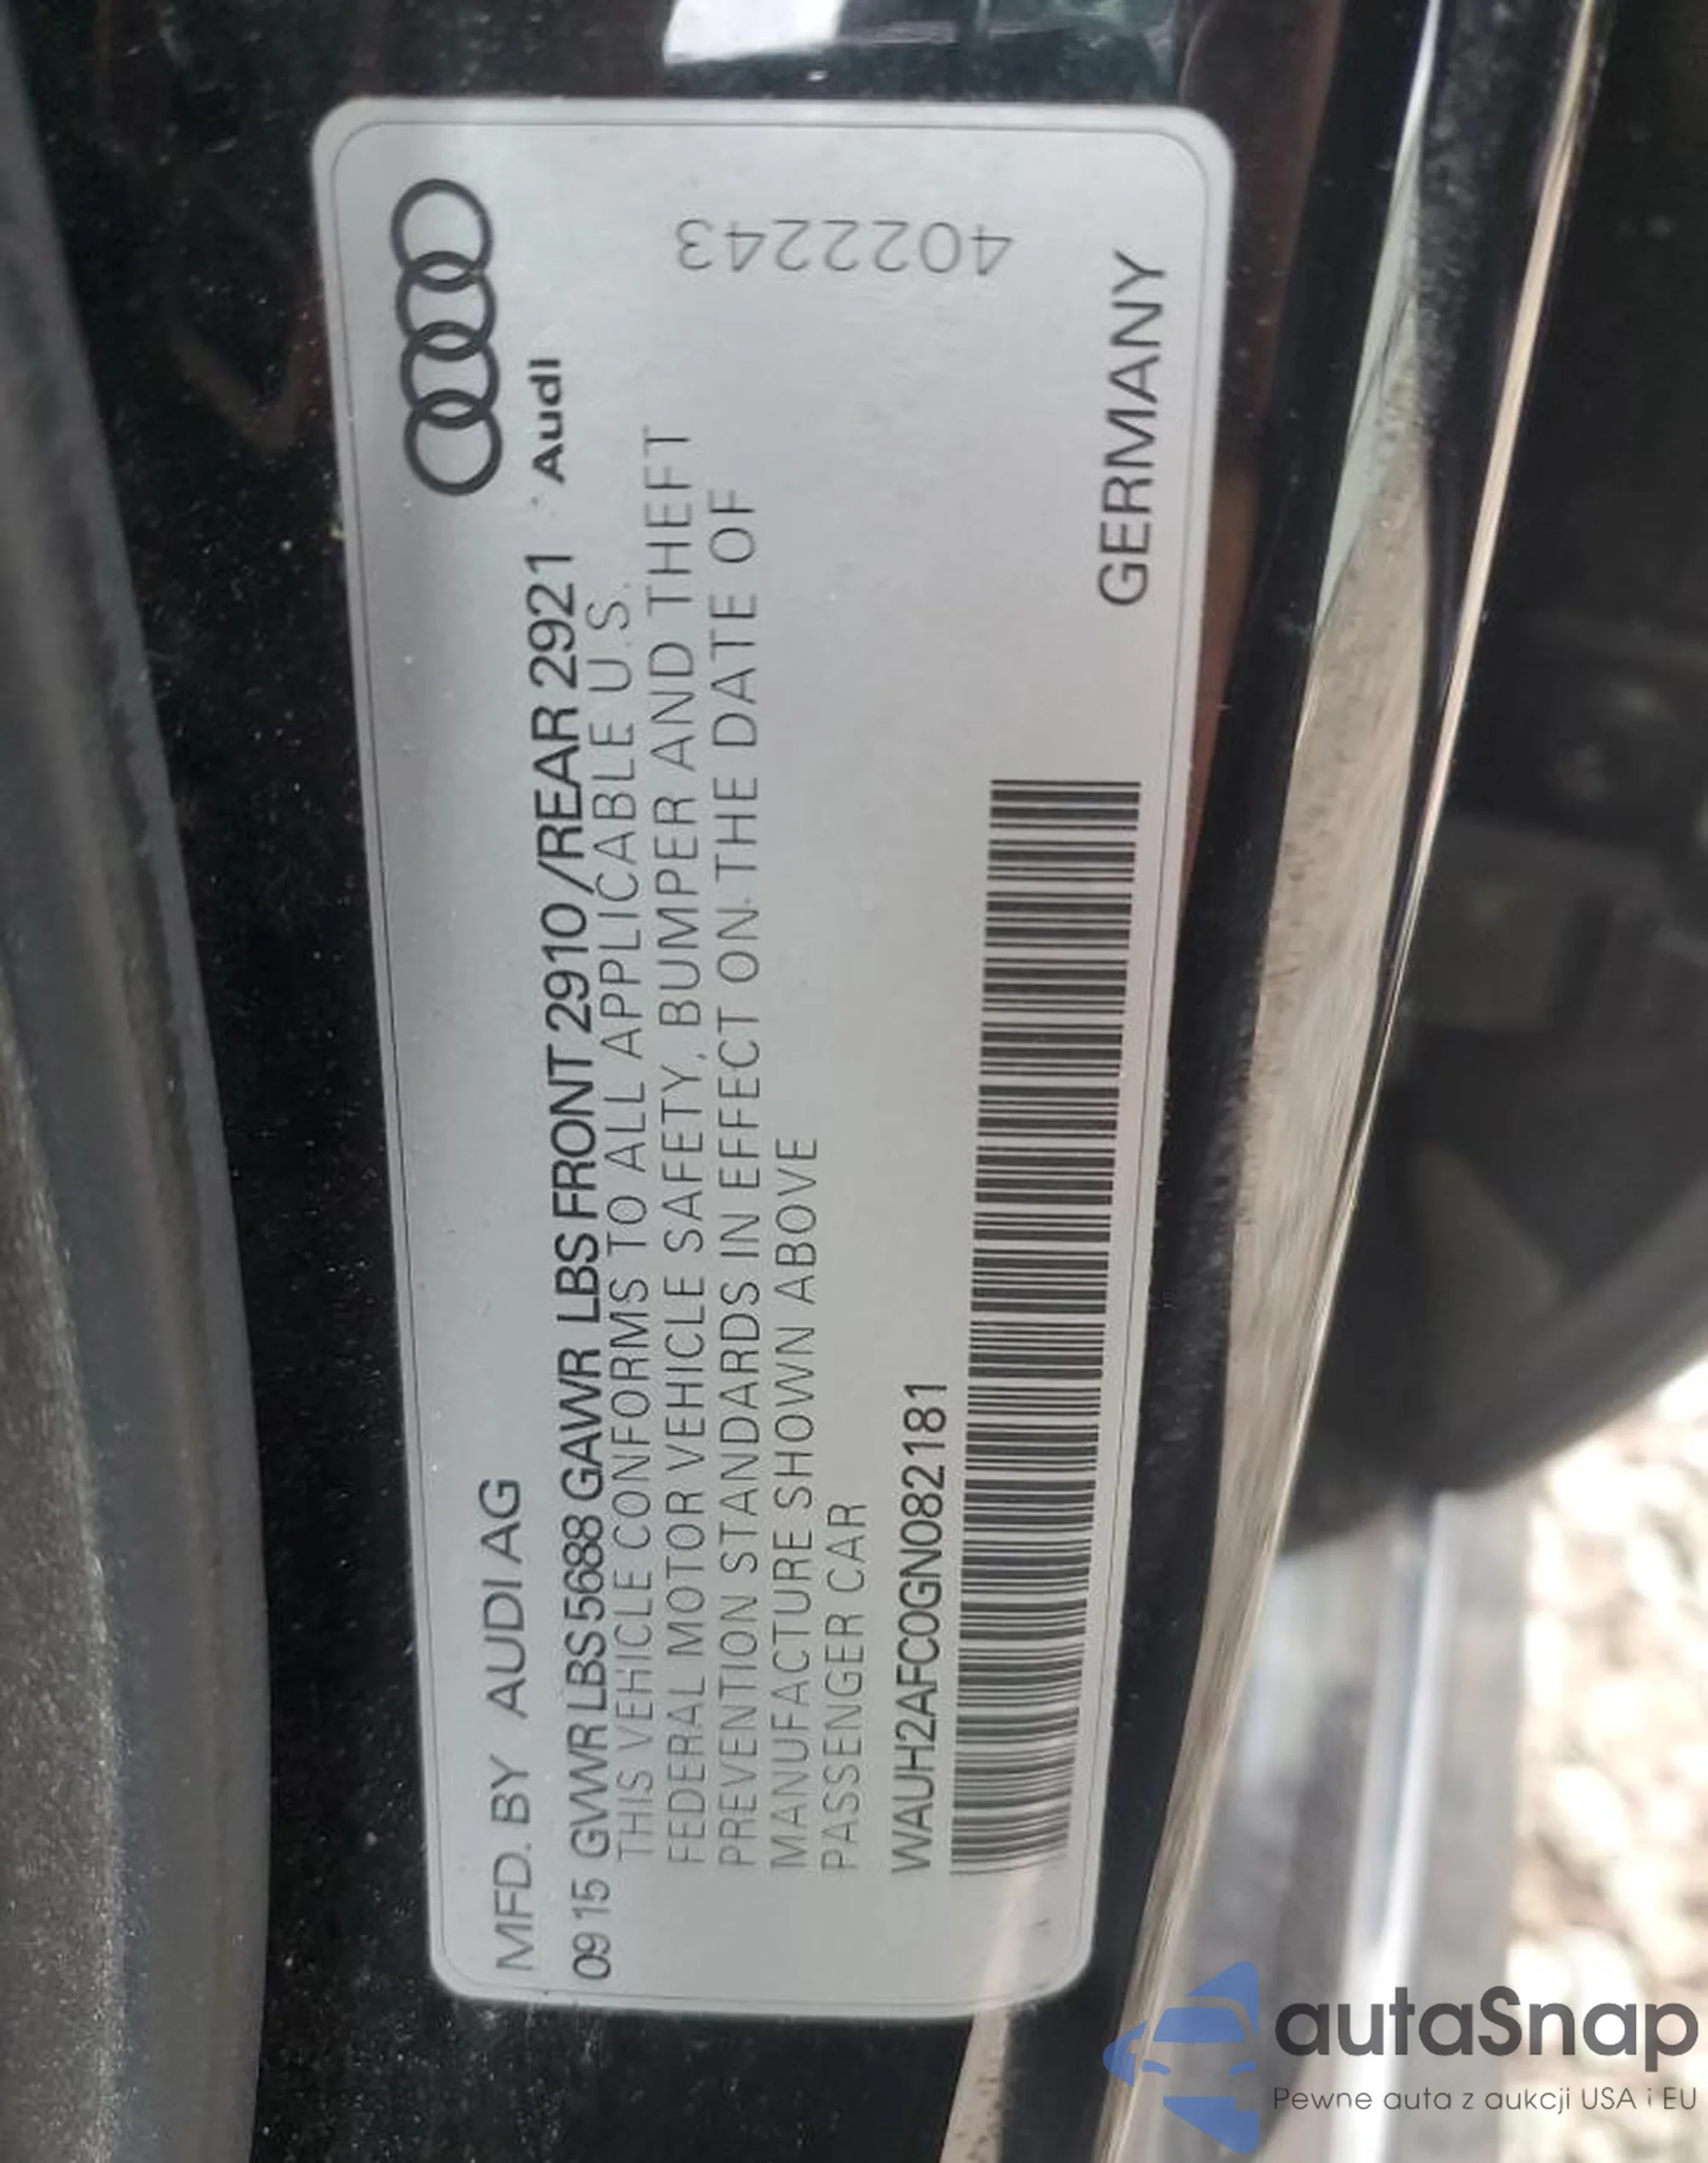 Audi
MFD. BY AUDI AG
09 15 GVWR LBS 5688 GAWR LBS FRONT 2910 /REAR 2921
THIS VEHICLE CONFORMS TO ALL APPLICABLE U.S.
FEDERAL MOTOR VEHICLE SAFETY, BUMPER AND THEFT
PREVENTION STANDARDS IN EFFECT ON THE DATE OF
MANUFACTURE SHOWN ABOVE
PASSENGER CAR
4022243
WAUH2AFC0GN082181
GERMANY
autaSnap
Pewne auta z aukcji USA i EU